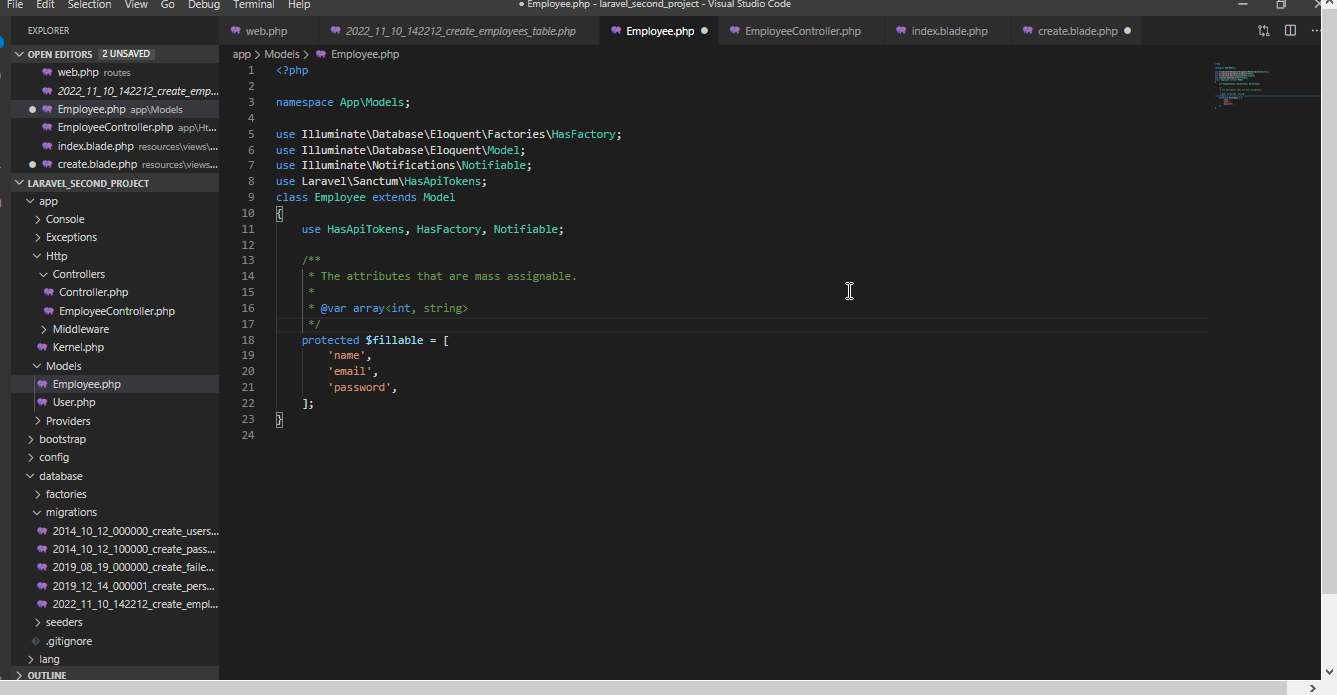 File Edit Selection View Go Debug Terminal Help
● Employee.php - laravel_second_project - Visual Studio Code
EXPLORER
OPEN EDITORS 2 UNSAVED
web.php routes
2022_11_10_142212_create_emp...
Employee.php app\Models
EmployeeController.php app\Ht...
index.blade.php resources\views\...
create.blade.php resources\views...
LARAVEL_SECOND_PROJECT
app
Console
Exceptions
Http
Controllers
Controller.php
EmployeeController.php
Middleware
Kernel.php
Models
Employee.php
User.php
Providers
bootstrap
config
database
factories
migrations
2014_10_12_000000_create_users...
2014_10_12_100000_create_pass...
2019_08_19_000000_create_faile...
2019_12_14_000001_create_pers...
2022_11_10_142212_create_empl...
seeders
.gitignore
lang
OUTLINE
web.php 2022_11_10_142212_create_employees_table.php Employee.php ● EmployeeController.php index.blade.php create.blade.php ●
app > Models > Employee.php
1 <?php
2
3 namespace App\Models;
4
5 use Illuminate\Database\Eloquent\Factories\HasFactory;
6 use Illuminate\Database\Eloquent\Model;
7 use Illuminate\Notifications\Notifiable;
8 use Laravel\Sanctum\HasApiTokens;
9 class Employee extends Model
10 {
11 use HasApiTokens, HasFactory, Notifiable;
12
13 /**
14 * The attributes that are mass assignable.
15 *
16 * @var array<int, string>
17 */
18 protected $fillable = [
19 'name',
20 'email',
21 'password',
22 ];
23 }
24